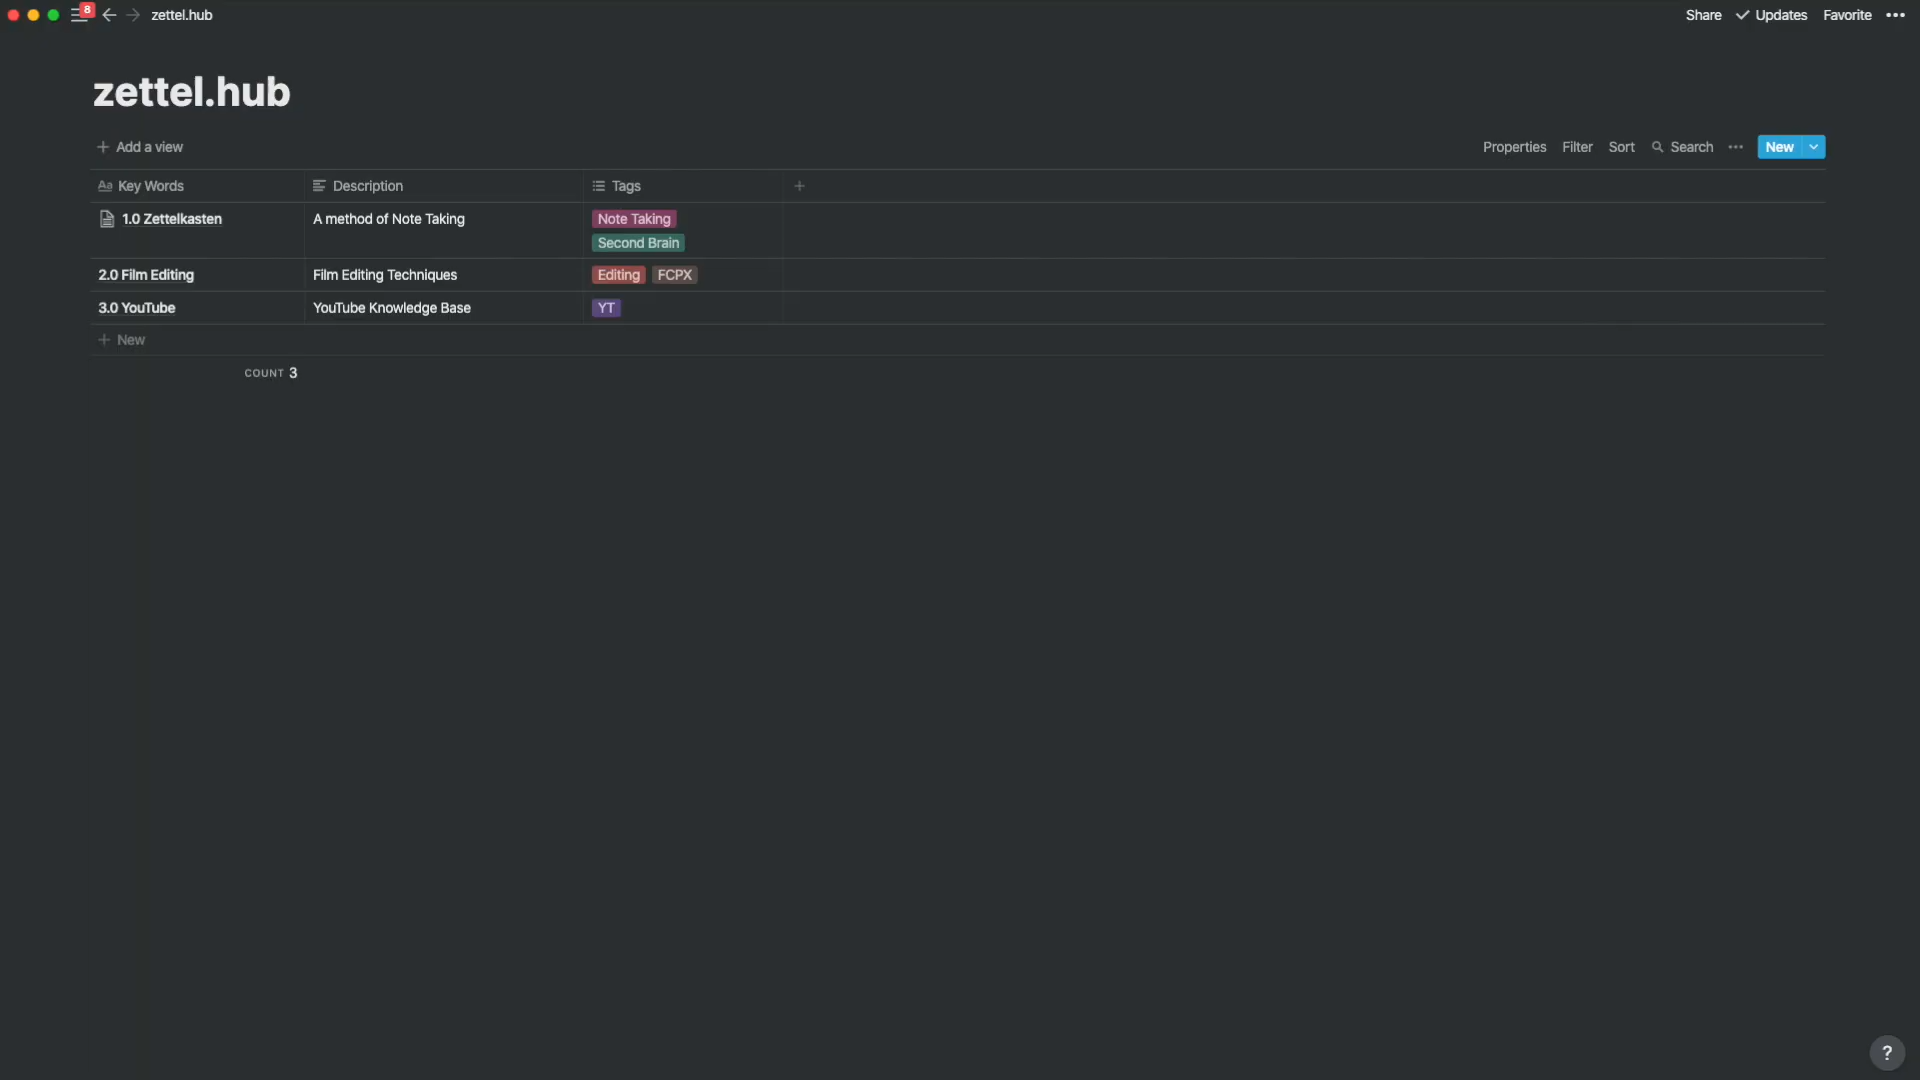 8 zettel.hub Share Updates Favorite
zettel.hub
Add a view Properties Filter Sort Search New
Aa Key Words Description Tags
1.0 Zettelkasten A method of Note Taking Note Taking
Second Brain
2.0 Film Editing Film Editing Techniques Editing FCPX
3.0 YouTube YouTube Knowledge Base YT
New
COUNT 3
?